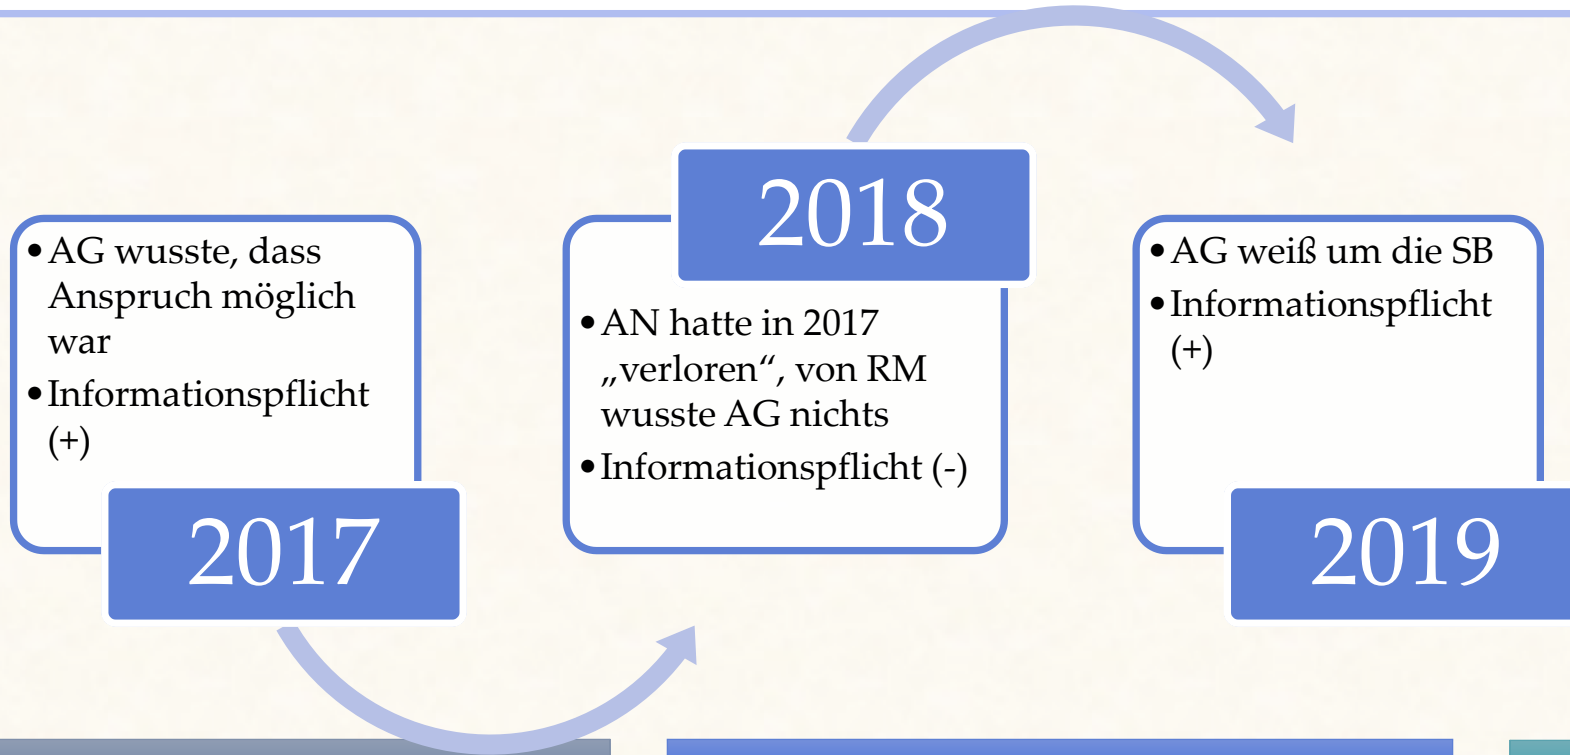 •AG wusste, dass
Anspruch möglich
war
•Informationspflicht
(+)
2017
2018
•AN hatte in 2017
„verloren“, von RM
wusste AG nichts
•Informationspflicht (-)
•AG weiß um die SB
•Informationspflicht
(+)
2019